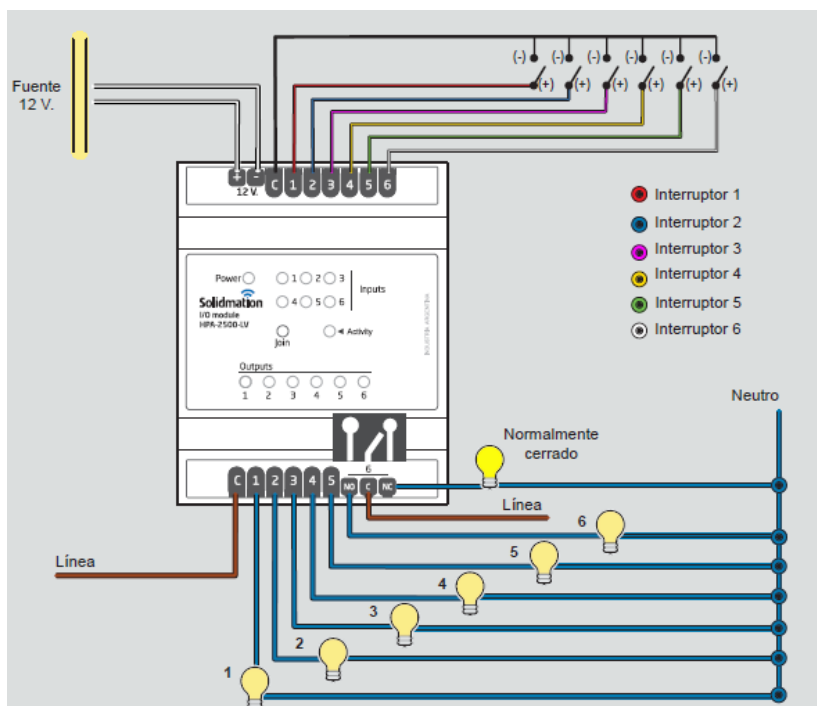 (-) (-) (-) (-) (-) (-)
(+) (+) (+) (+) (+) (+)
Fuente
12 V.
+ - C 1 2 3 4 5 6
12 V.
Interruptor 1
Interruptor 2
Interruptor 3
Interruptor 4
Interruptor 5
Interruptor 6
Power
1 2 3
Inputs
4 5 6
Solidmation
I/O module
HPA-2500-LV
Join
Activity
INDUSTRIA ARGENTINA
Outputs
1 2 3 4 5 6
Neutro
Normalmente
cerrado
6
C 1 2 3 4 5 NO C NC
Línea
6
5
Línea
4
3
2
1